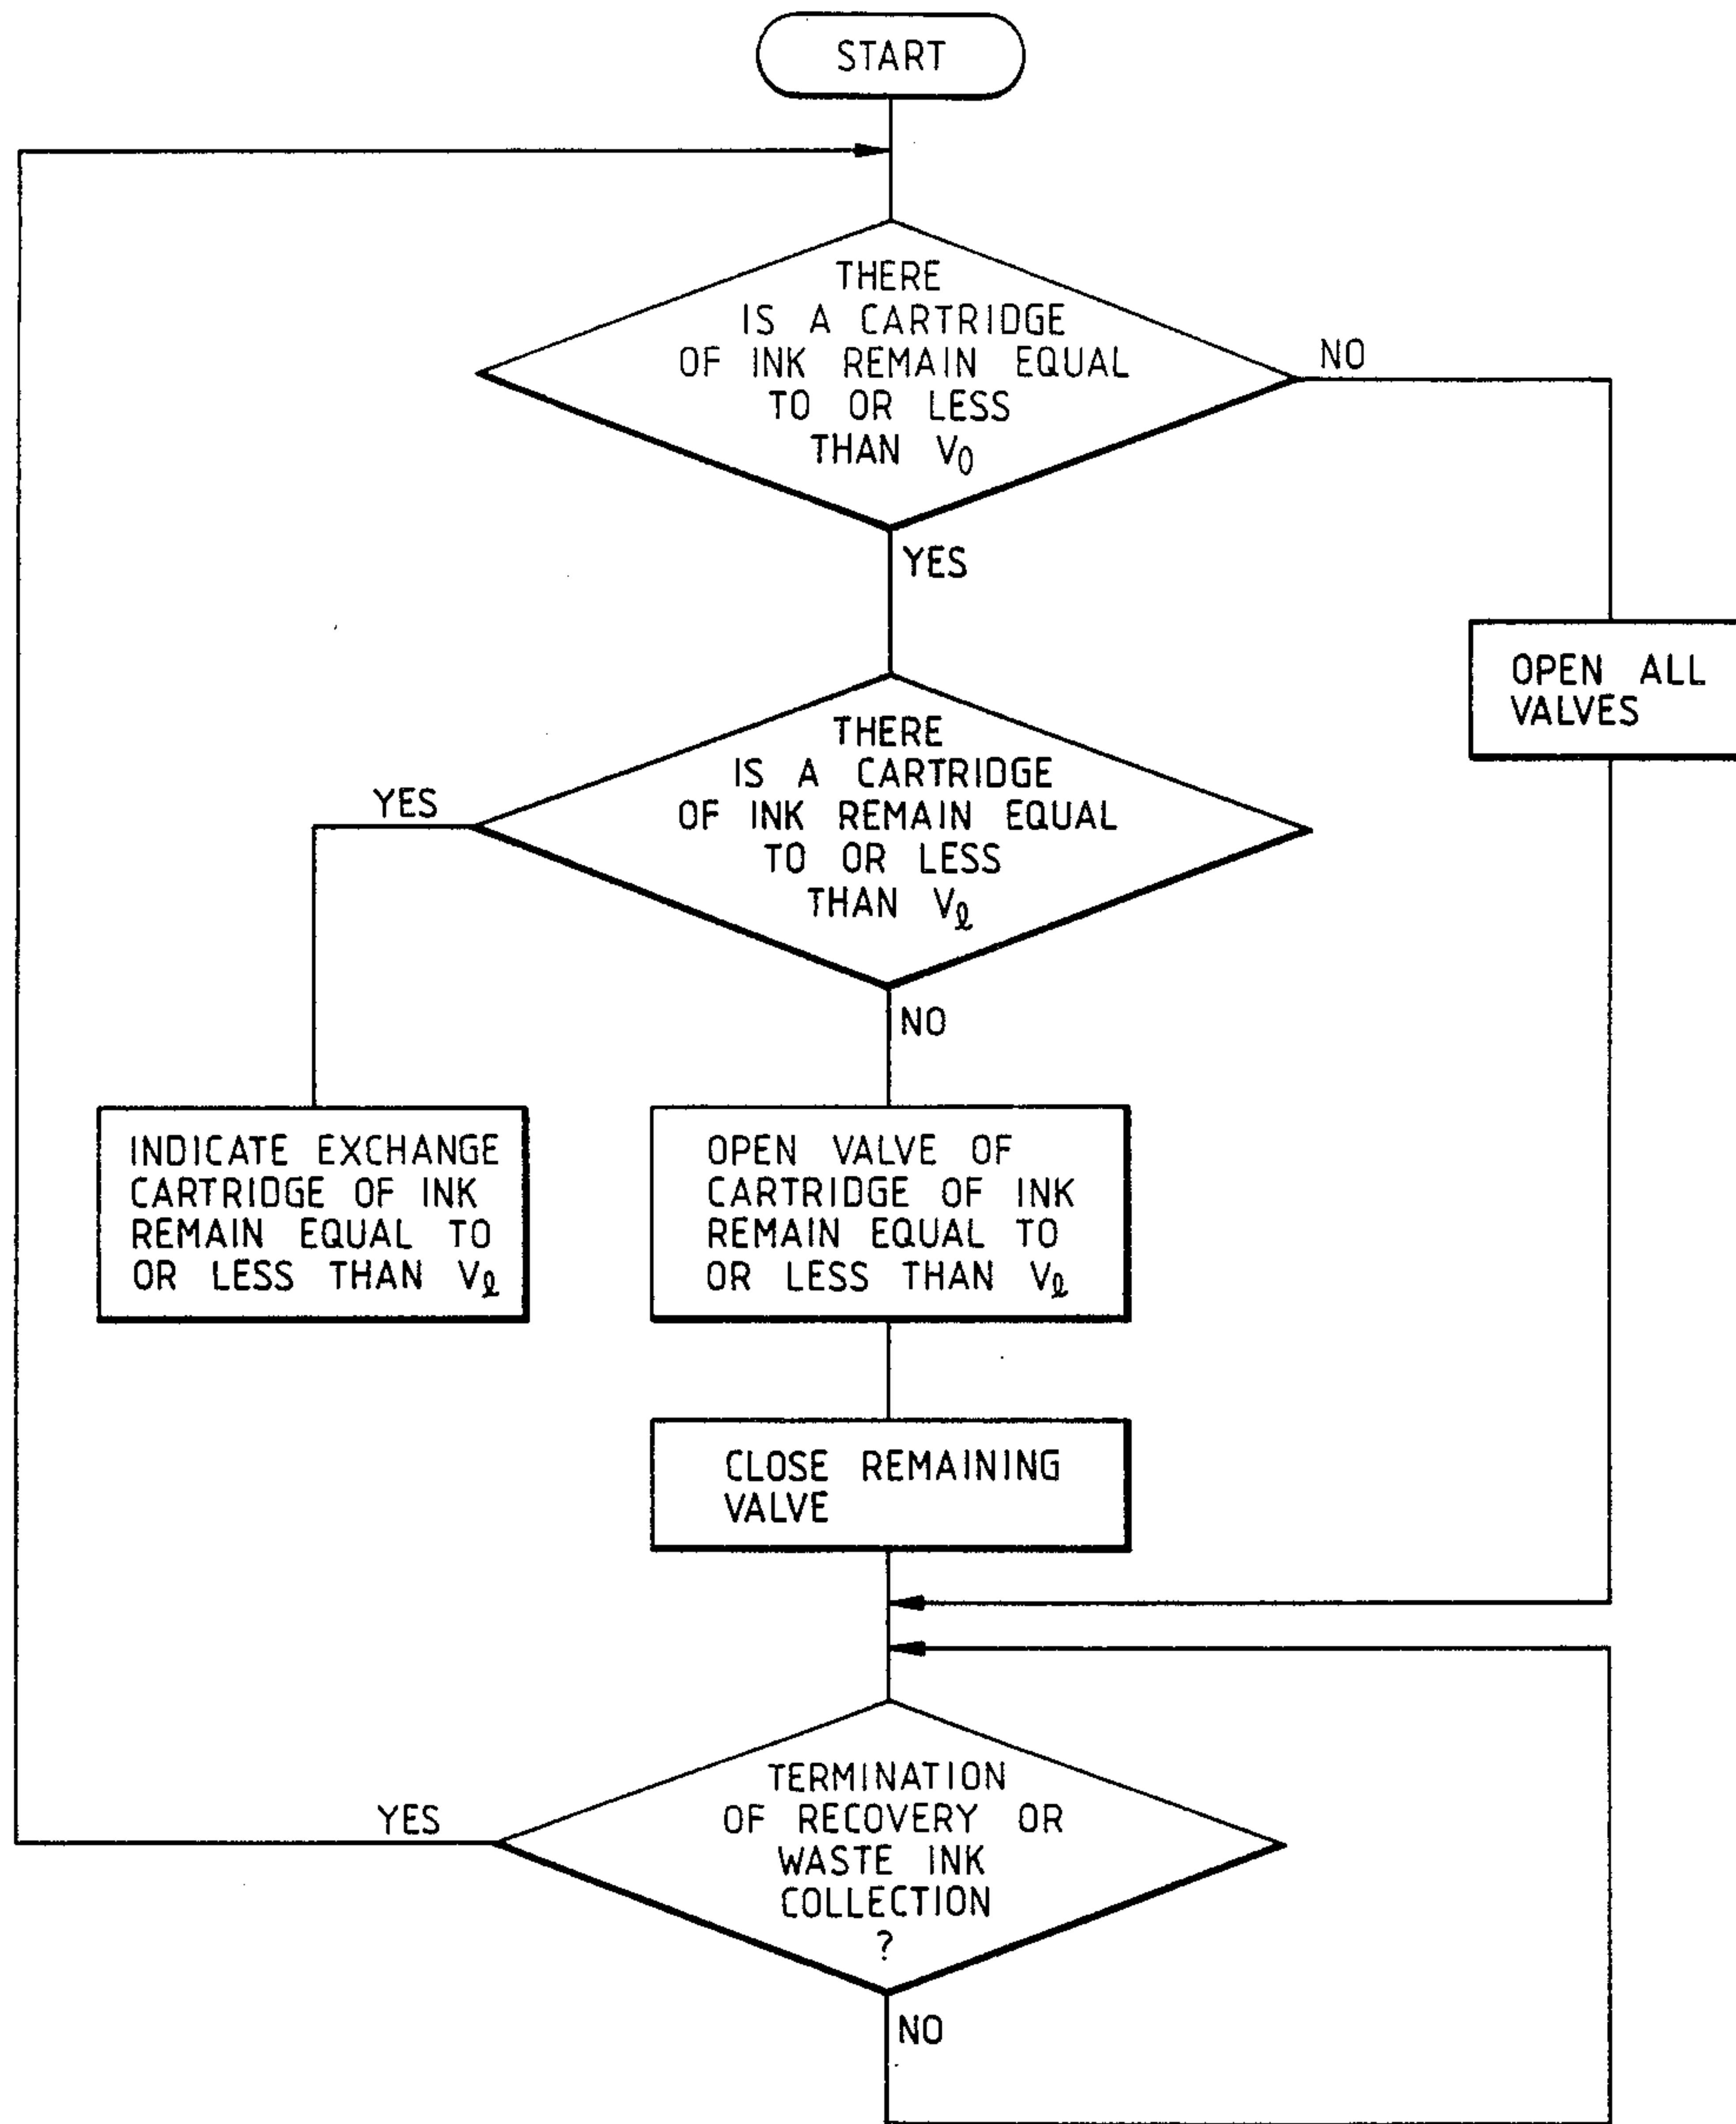 START
THERE
IS A CARTRIDGE
OF INK REMAIN EQUAL
TO OR LESS
THAN V0
NO
YES
OPEN ALL
VALVES
THERE
IS A CARTRIDGE
OF INK REMAIN EQUAL
TO OR LESS
THAN Vℓ
YES
NO
INDICATE EXCHANGE
CARTRIDGE OF INK
REMAIN EQUAL TO
OR LESS THAN Vℓ
OPEN VALVE OF
CARTRIDGE OF INK
REMAIN EQUAL TO
OR LESS THAN Vℓ
CLOSE REMAINING
VALVE
TERMINATION
OF RECOVERY OR
WASTE INK
COLLECTION
?
YES
NO